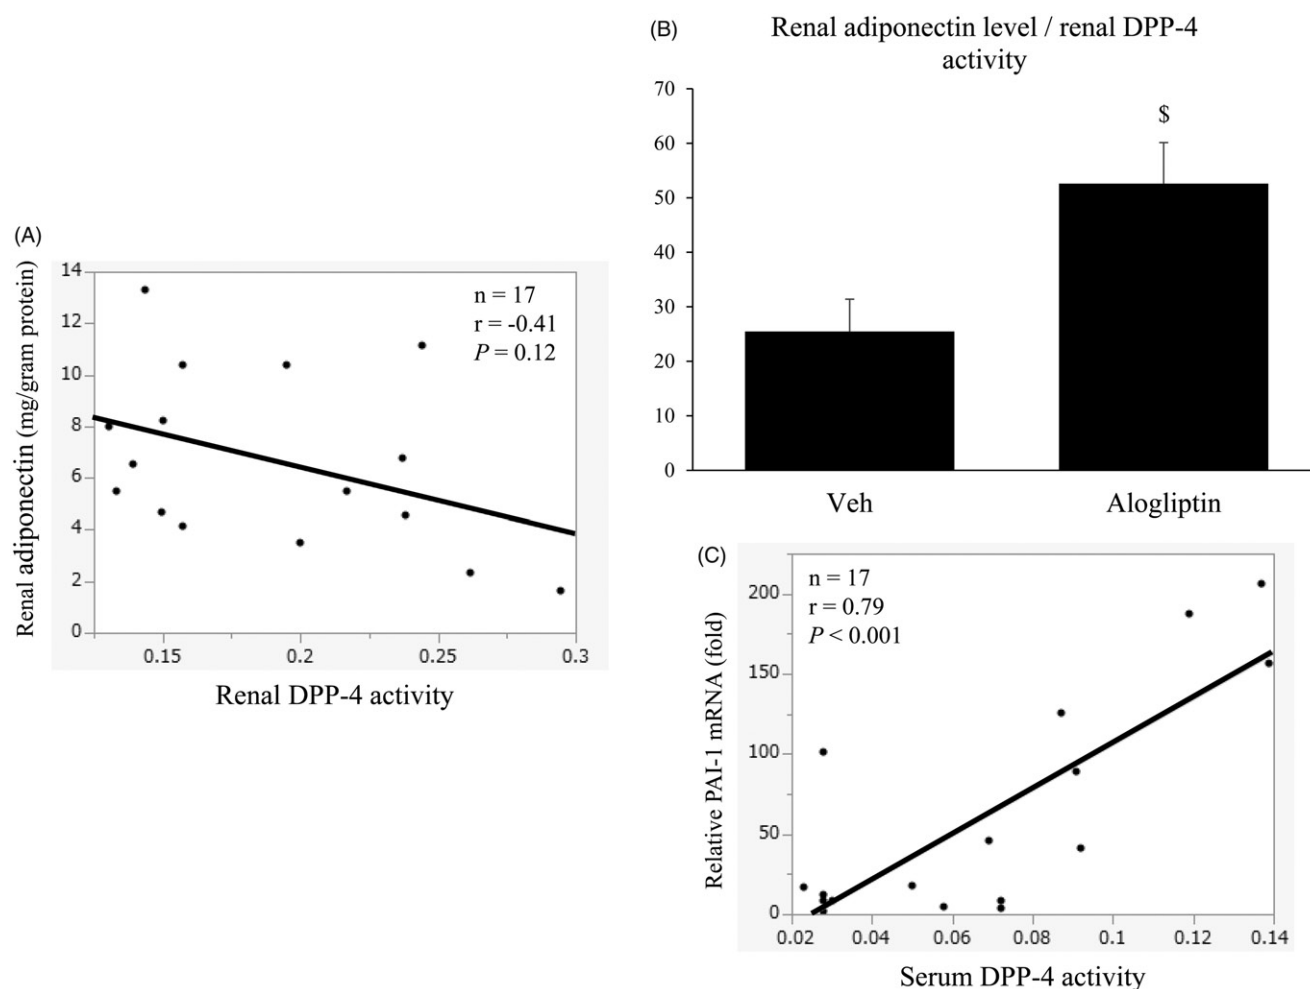 (A)
Renal adiponectin (mg/gram protein)
14
12
10
8
6
4
2
0
n = 17
r = -0.41
P = 0.12
0.15 0.2 0.25 0.3
Renal DPP-4 activity
(B)
Renal adiponectin level / renal DPP-4
activity
70
60
50
40
30
20
10
0
$
Veh Alogliptin
(C)
Relative PAI-1 mRNA (fold)
200
150
100
50
0
n = 17
r = 0.79
P < 0.001
0.02 0.04 0.06 0.08 0.1 0.12 0.14
Serum DPP-4 activity